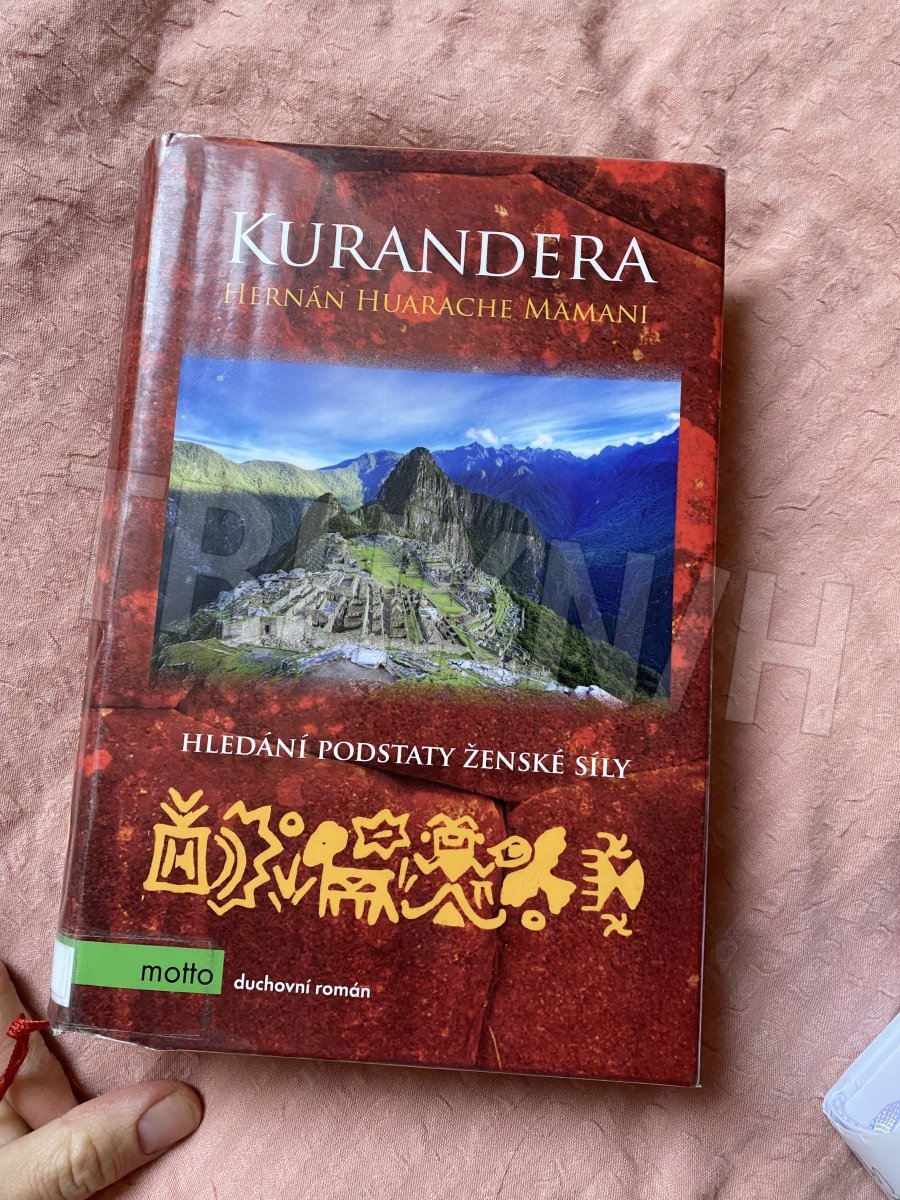 KURANDERA
HERNÁN HUARACHE MAMANI
HLEDÁNÍ PODSTATY ŽENSKÉ SÍLY
motto
duchovní román